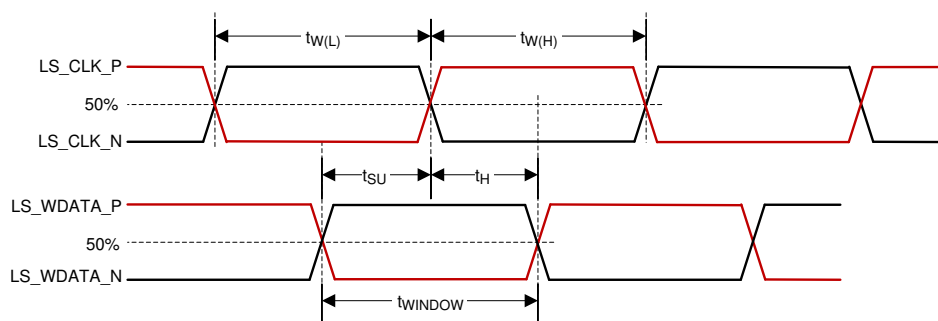 tW(L)
tW(H)
LS_CLK_P
50%
LS_CLK_N
tSU
tH
LS_WDATA_P
50%
LS_WDATA_N
tWINDOW